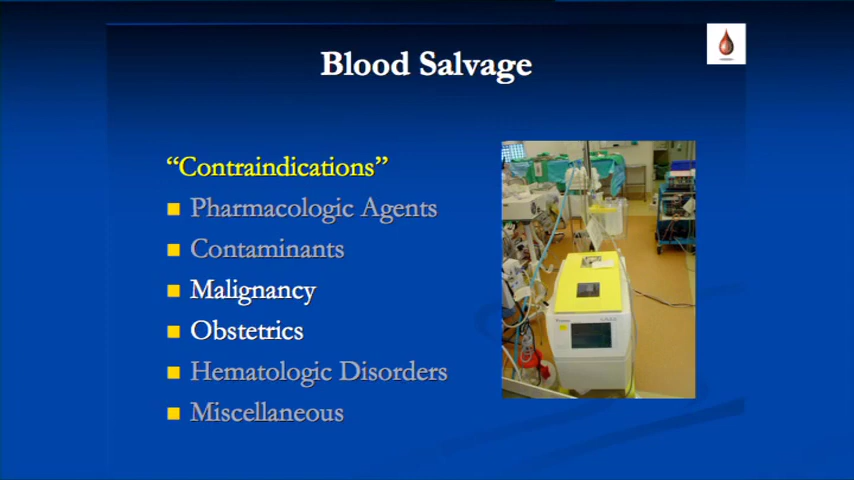 Blood Salvage
“Contraindications”
Pharmacologic Agents
Contaminants
Malignancy
Obstetrics
Hematologic Disorders
Miscellaneous